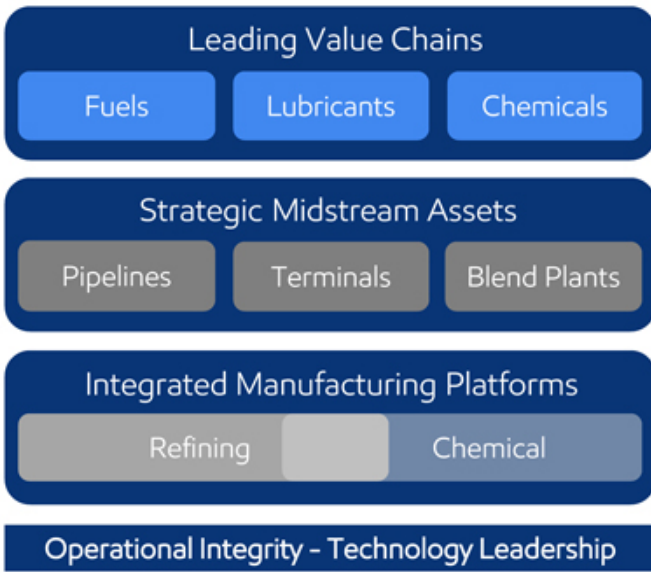 Leading Value Chains
Fuels Lubricants Chemicals
Strategic Midstream Assets
Pipelines Terminals Blend Plants
Integrated Manufacturing Platforms
Refining Chemical
Operational Integrity - Technology Leadership